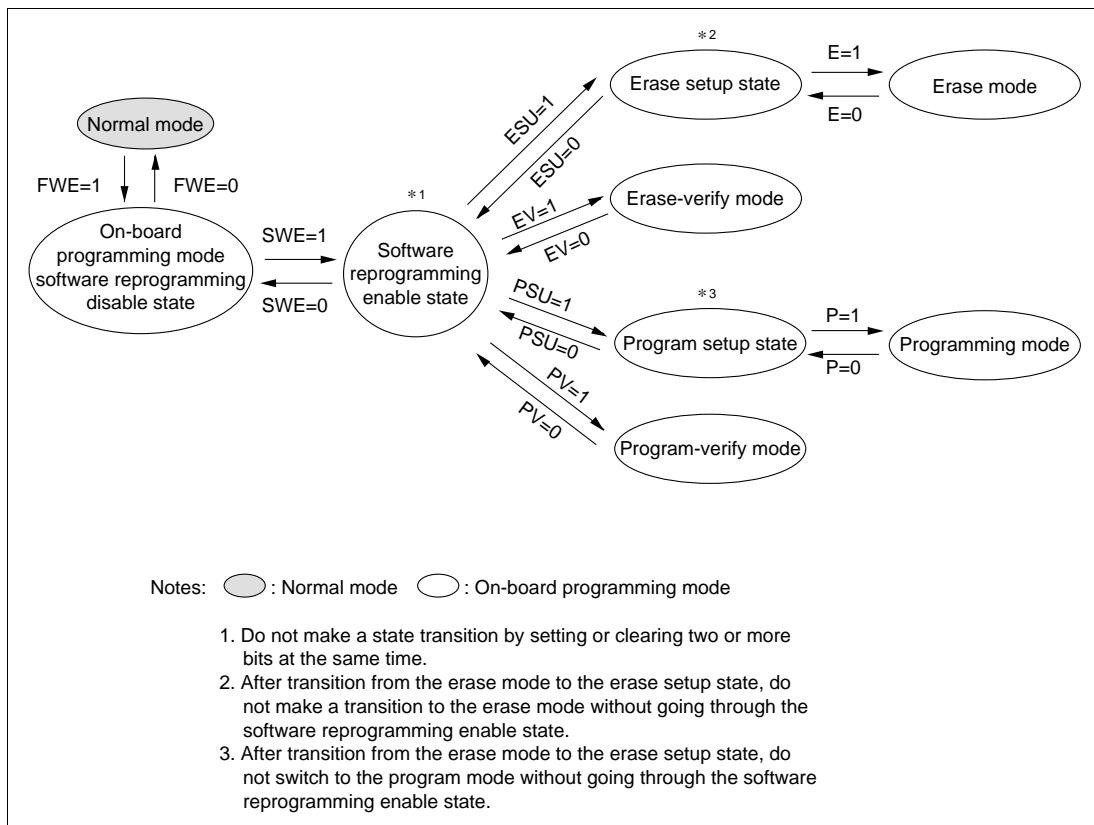 *2
Erase setup state
E=1
E=0
Erase mode
Normal mode
FWE=1
FWE=0
ESU=1
ESU=0
*1
EV=1
EV=0
Erase-verify mode
On-board
programming mode
software reprogramming
disable state
SWE=1
SWE=0
Software
reprogramming
enable state
PSU=1
PSU=0
*3
Program setup state
P=1
P=0
Programming mode
PV=1
PV=0
Program-verify mode
Notes: : Normal mode : On-board programming mode
1. Do not make a state transition by setting or clearing two or more
bits at the same time.
2. After transition from the erase mode to the erase setup state, do
not make a transition to the erase mode without going through the
software reprogramming enable state.
3. After transition from the erase mode to the erase setup state, do
not switch to the program mode without going through the software
reprogramming enable state.